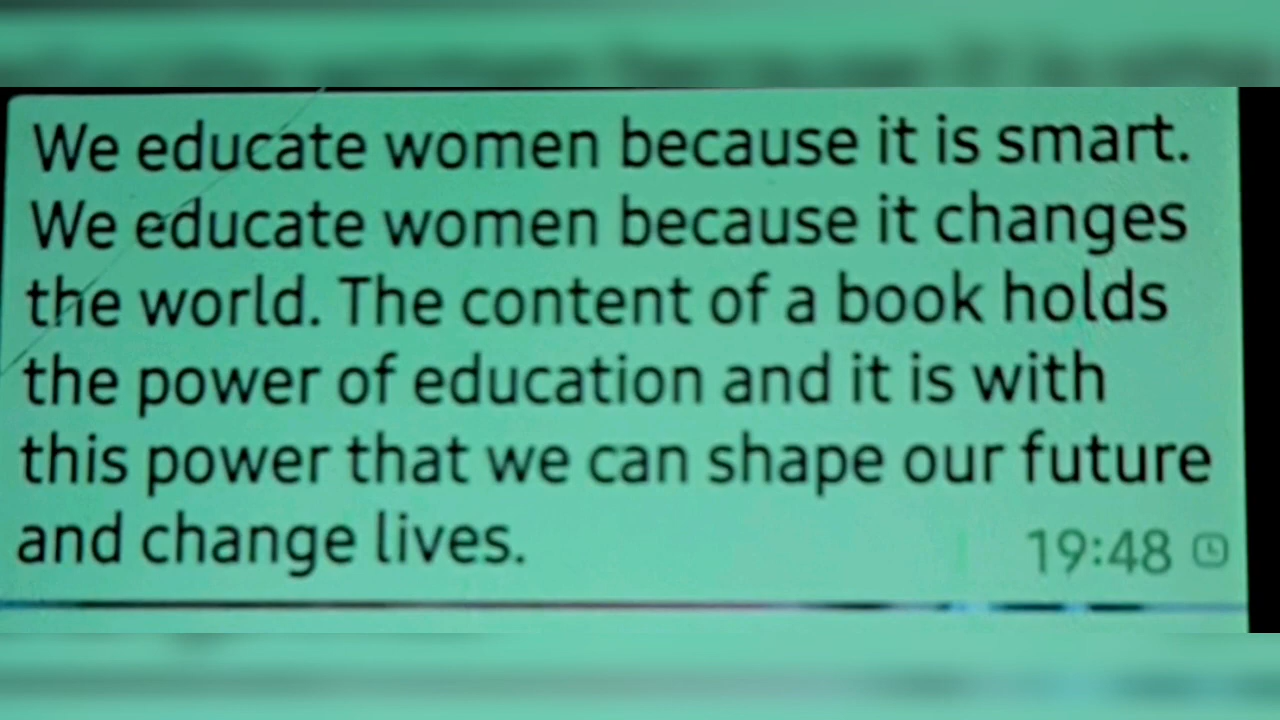 We educate women because it is smart.
We educate women because it changes
the world. The content of a book holds
the power of education and it is with
this power that we can shape our future
and change lives.
19:48